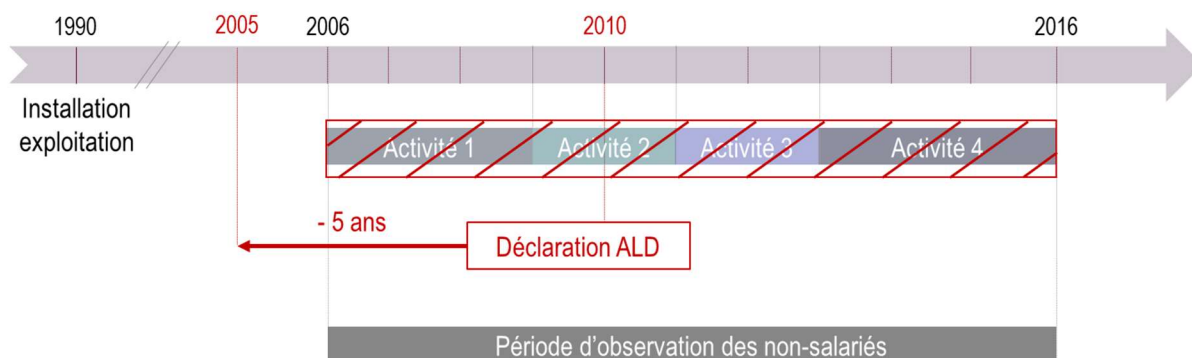 1990 2005 2006 2010 2016
Installation
exploitation
Activité 1 Activité 2 Activité 3 Activité 4
- 5 ans
Déclaration ALD
Période d'observation des non-salariés